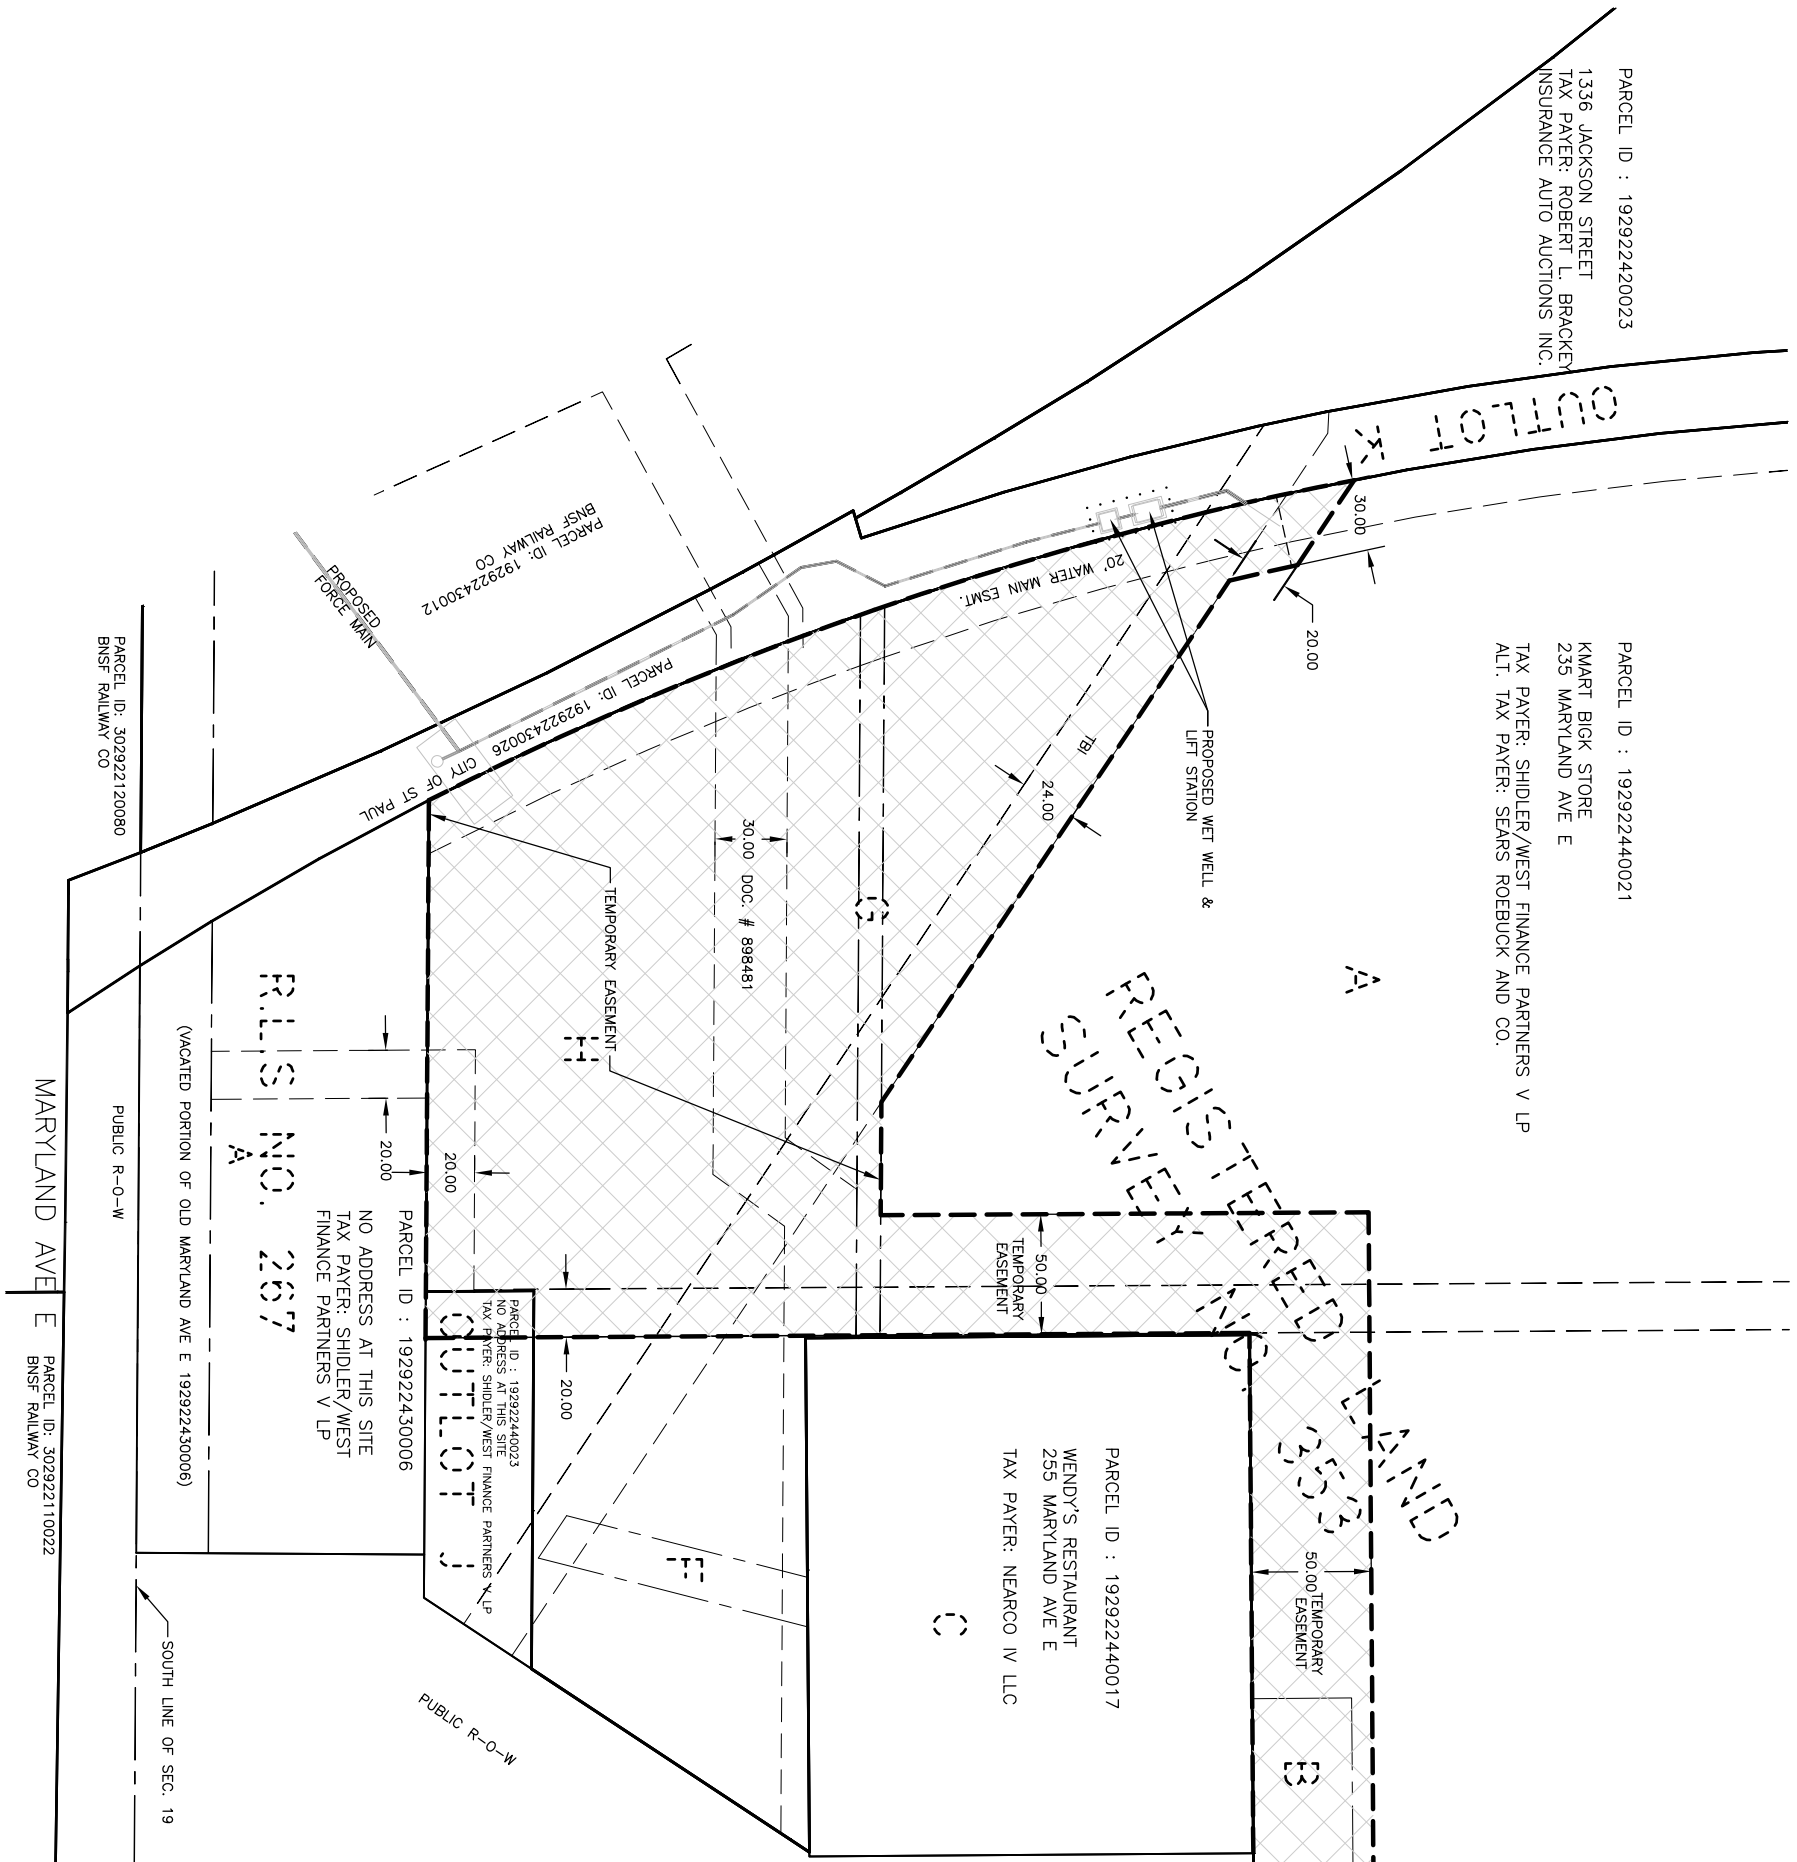 PARCEL ID : 192922420023
1336 JACKSON STREET
TAX PAYER: ROBERT L. BRACKEY
INSURANCE AUTO AUCTIONS INC.
OUTLOT K
30.00
20.00
PARCEL ID : 192922440021
KMART BIGK STORE
235 MARYLAND AVE E
TAX PAYER: SHIDLER/WEST FINANCE PARTNERS V LP
ALT. TAX PAYER: SEARS ROEBUCK AND CO.
A
REGISTERED LAND
SURVEY NO. 353
PROPOSED WET WELL &
LIFT STATION
20' WATER MAIN ESMT.
TBI
24.00
G
30.00 DOC. # 898481
TEMPORARY EASEMENT
H
PARCEL ID: 192922430012
BNSF RAILWAY CO
PROPOSED
FORCE MAIN
PARCEL ID: 192922430026
CITY OF ST PAUL
PARCEL ID: 302922120080
BNSF RAILWAY CO
50.00
TEMPORARY
EASEMENT
50.00
TEMPORARY
EASEMENT
B
PARCEL ID : 192922440017
WENDY'S RESTAURANT
255 MARYLAND AVE E
TAX PAYER: NEARCO IV LLC
C
F
20.00
PARCEL ID : 192922440023
NO ADDRESS AT THIS SITE
TAX PAYER: SHIDLER/WEST FINANCE PARTNERS V LP
OUTLOT J
20.00
20.00
PARCEL ID : 192922430006
NO ADDRESS AT THIS SITE
TAX PAYER: SHIDLER/WEST
FINANCE PARTNERS V LP
R.L.S NO. 267
A
(VACATED PORTION OF OLD MARYLAND AVE E 192922430006)
PUBLIC R-O-W
PUBLIC R-O-W
SOUTH LINE OF SEC. 19
MARYLAND AVE E
PARCEL ID: 302922110022
BNSF RAILWAY CO